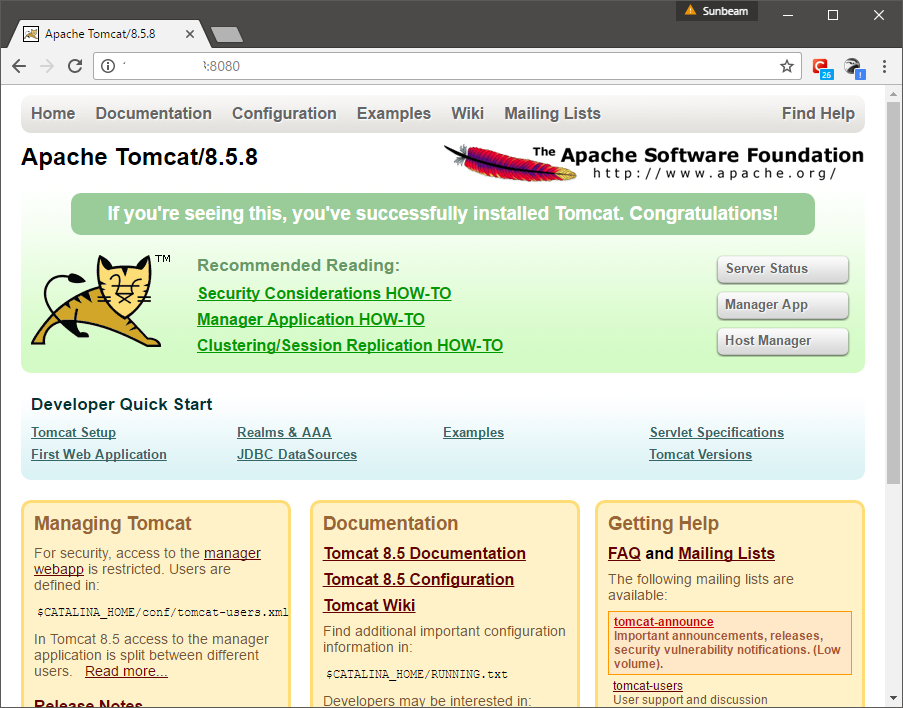 Sunbeam
Apache Tomcat/8.5.8
:8080
26
!
Home Documentation Configuration Examples Wiki Mailing Lists Find Help
Apache Tomcat/8.5.8
The Apache Software Foundation
http://www.apache.org/
If you're seeing this, you've successfully installed Tomcat. Congratulations!
TM
Recommended Reading:
Security Considerations HOW-TO
Manager Application HOW-TO
Clustering/Session Replication HOW-TO
Server Status
Manager App
Host Manager
Developer Quick Start
Tomcat Setup
First Web Application
Realms & AAA
JDBC DataSources
Examples
Servlet Specifications
Tomcat Versions
Managing Tomcat
For security, access to the manager
webapp is restricted. Users are
defined in:
$CATALINA_HOME/conf/tomcat-users.xml
In Tomcat 8.5 access to the manager
application is split between different
users. Read more...
Release Notes
Documentation
Tomcat 8.5 Documentation
Tomcat 8.5 Configuration
Tomcat Wiki
Find additional important configuration
information in:
$CATALINA_HOME/RUNNING.txt
Developers may be interested in:
Getting Help
FAQ and Mailing Lists
The following mailing lists are
available:
tomcat-announce
Important announcements, releases,
security vulnerability notifications. (Low
volume).
tomcat-users
User support and discussion